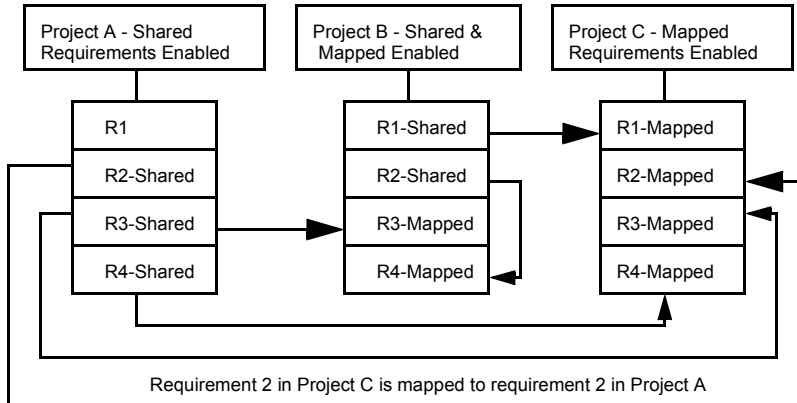 Project A - Shared
Requirements Enabled
Project B - Shared &
Mapped Enabled
Project C - Mapped
Requirements Enabled
R1
R2-Shared
R3-Shared
R4-Shared
R1-Shared
R2-Shared
R3-Mapped
R4-Mapped
R1-Mapped
R2-Mapped
R3-Mapped
R4-Mapped
Requirement 2 in Project C is mapped to requirement 2 in Project A